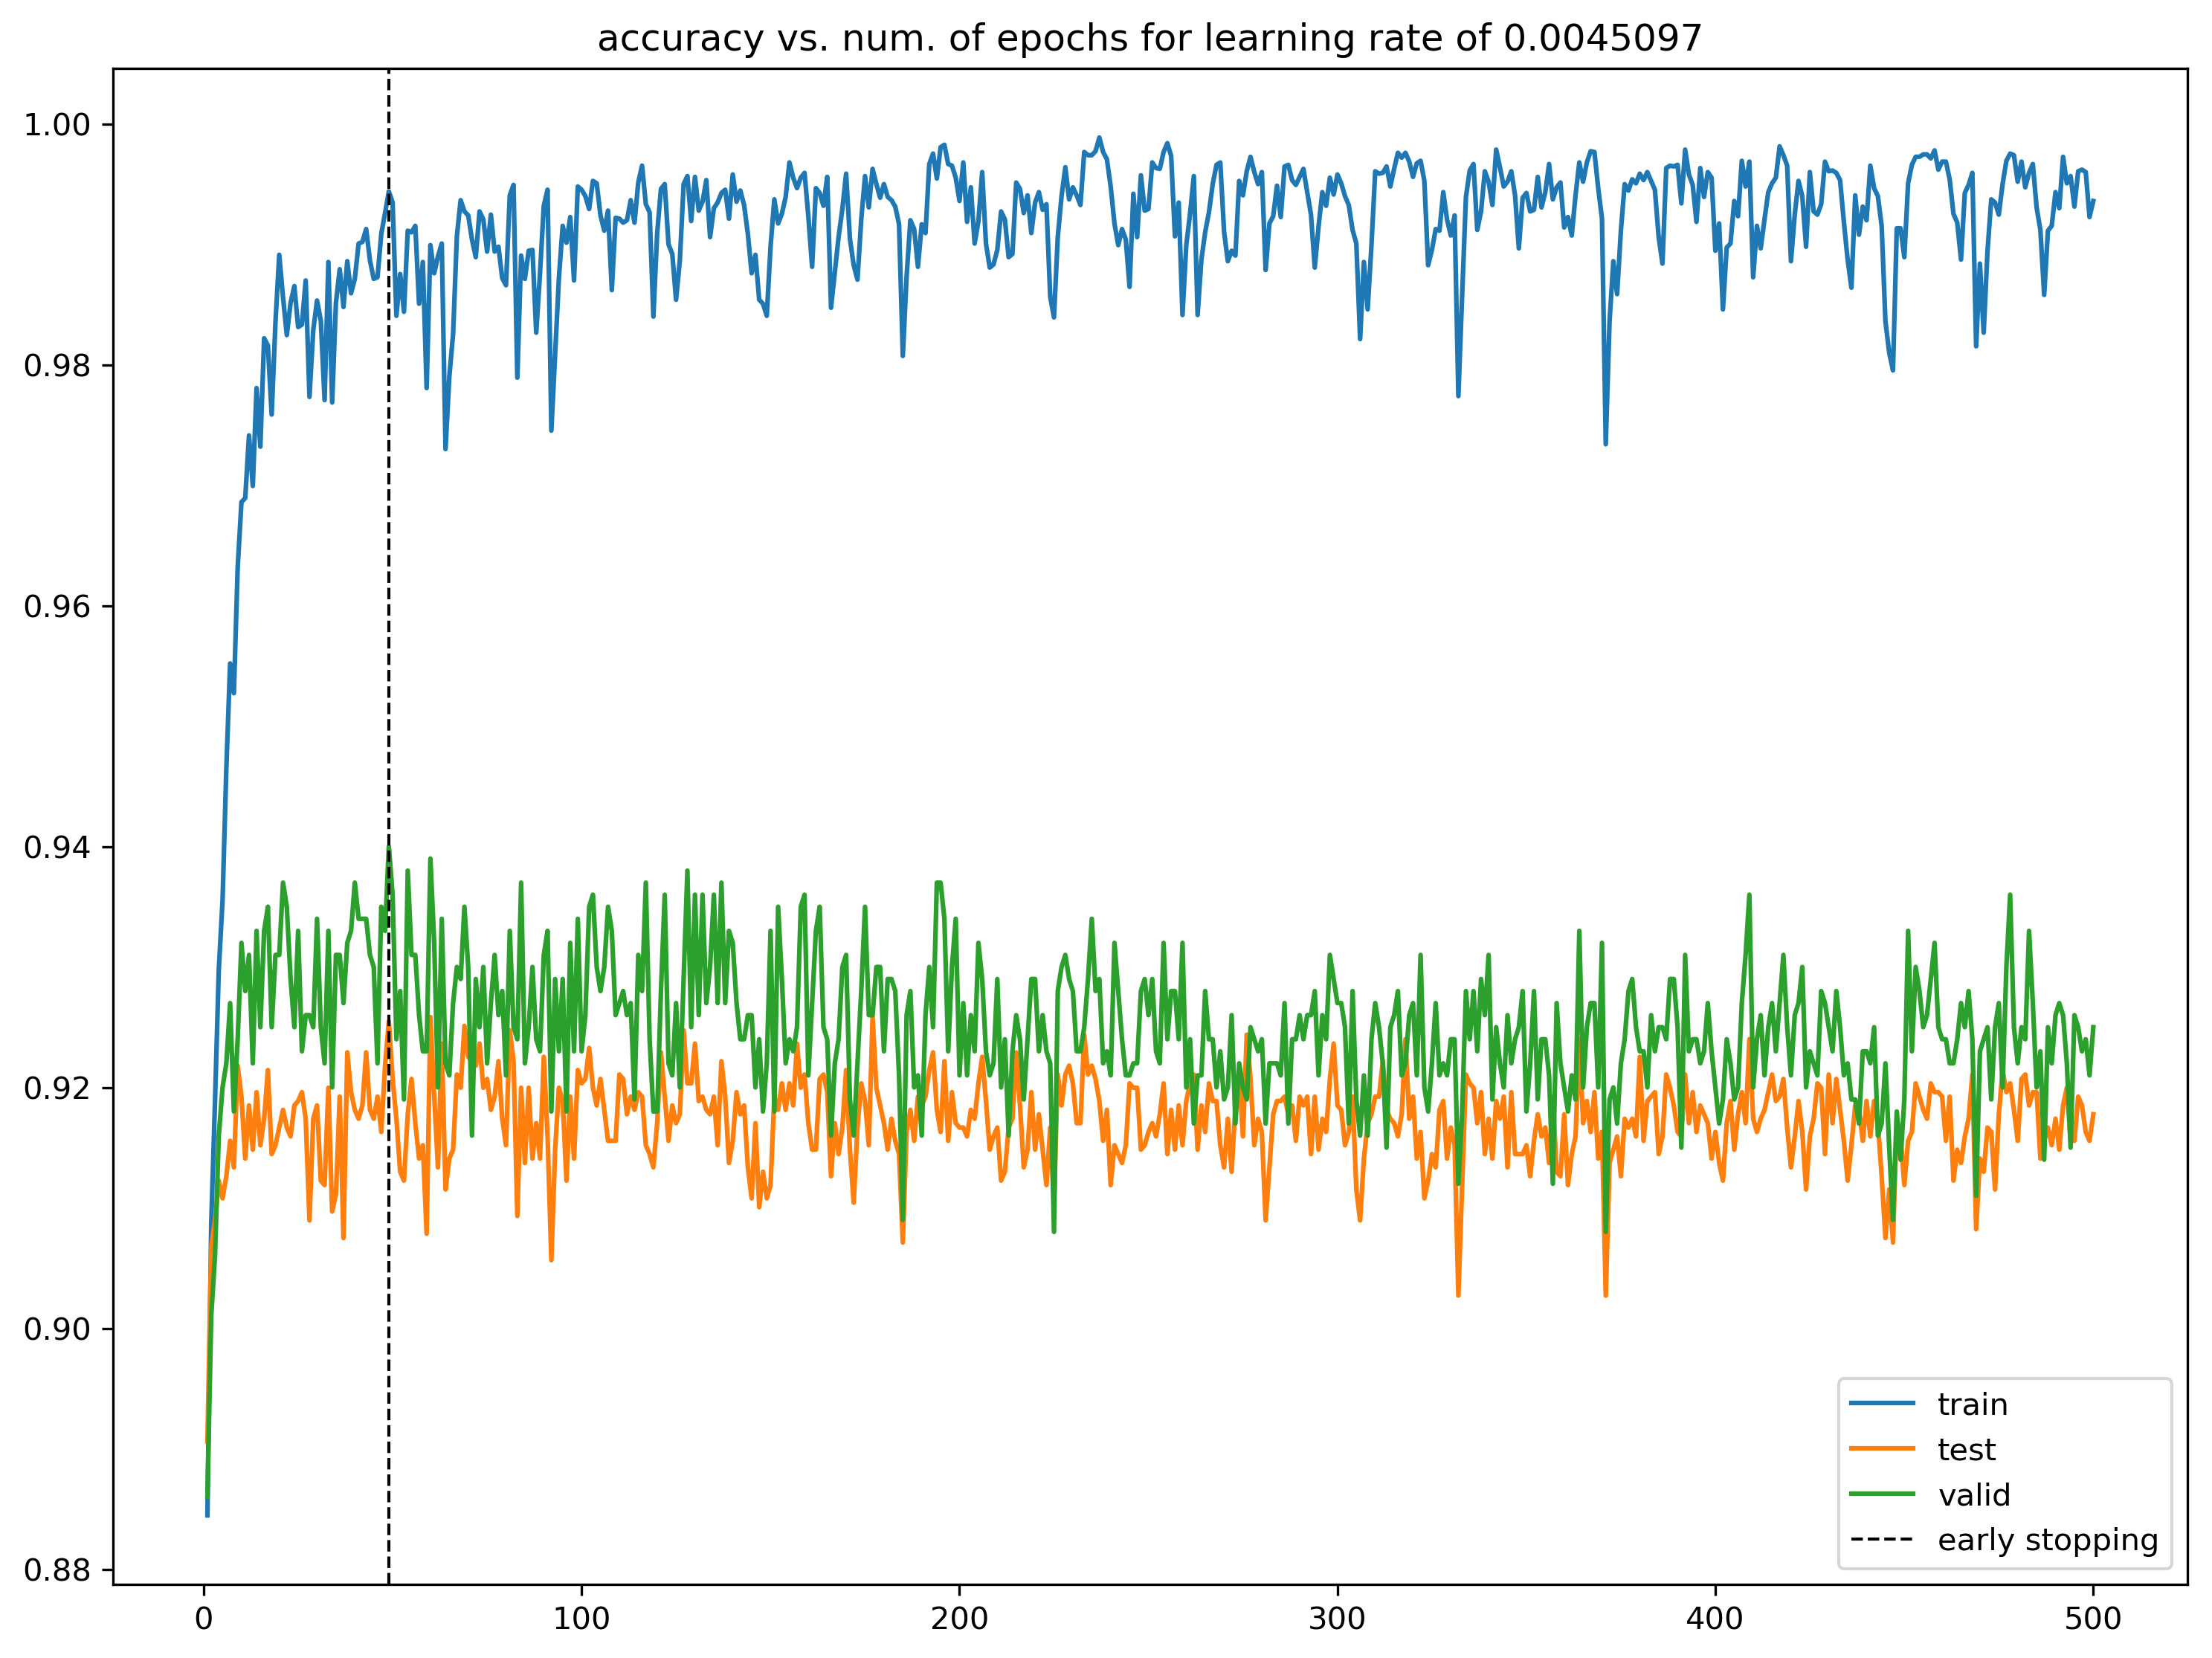 accuracy vs. num. of epochs for learning rate of 0.0045097
1.00
0.98
0.96
0.94
0.92
0.90
0.88
train
test
valid
early stopping
0 100 200 300 400 500